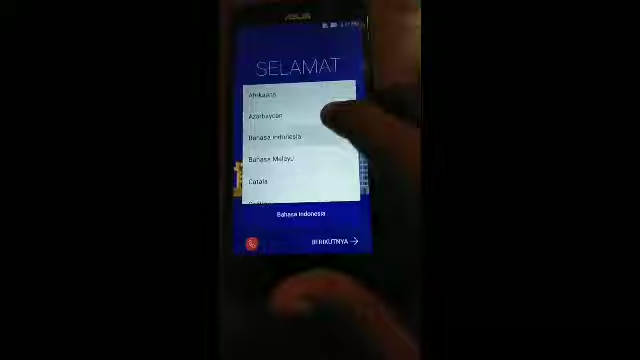 ASUS
SELAMAT
Afrikaans
Azərbaycan
Bahasa Indonesia
Bahasa Melayu
Català
Bahasa Indonesia
BERIKUTNYA